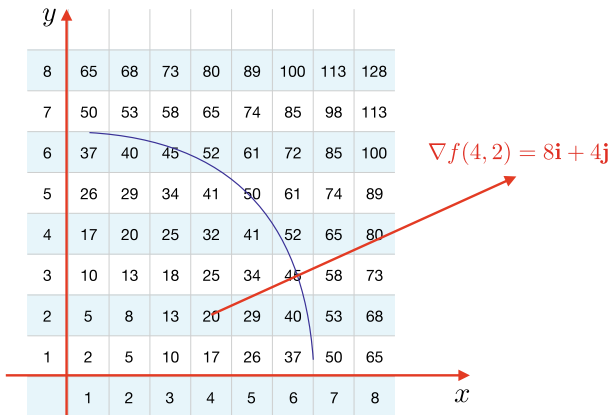 y
8 65 68 73 80 89 100 113 128
7 50 53 58 65 74 85 98 113
6 37 40 45 52 61 72 85 100
∇f(4, 2) = 8i + 4j
5 26 29 34 41 50 61 74 89
4 17 20 25 32 41 52 65 80
3 10 13 18 25 34 45 58 73
2 5 8 13 20 29 40 53 68
1 2 5 10 17 26 37 50 65
1 2 3 4 5 6 7 8
x